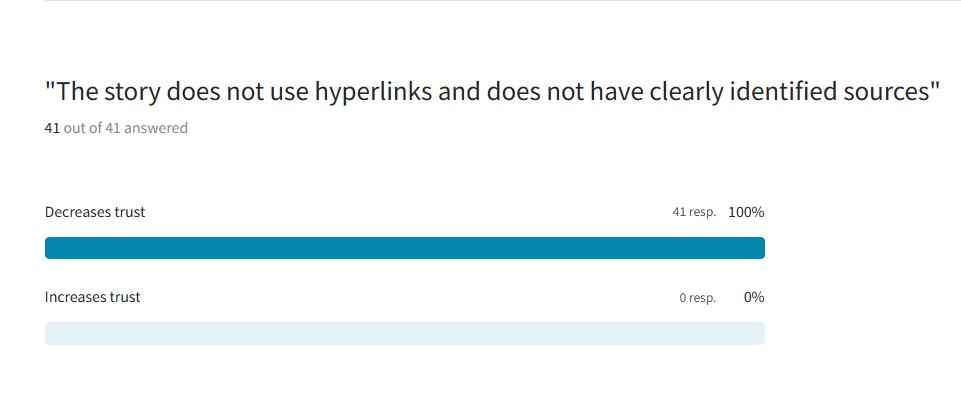 "The story does not use hyperlinks and does not have clearly identified sources"
41 out of 41 answered
Decreases trust 41 resp. 100%
Increases trust 0 resp. 0%